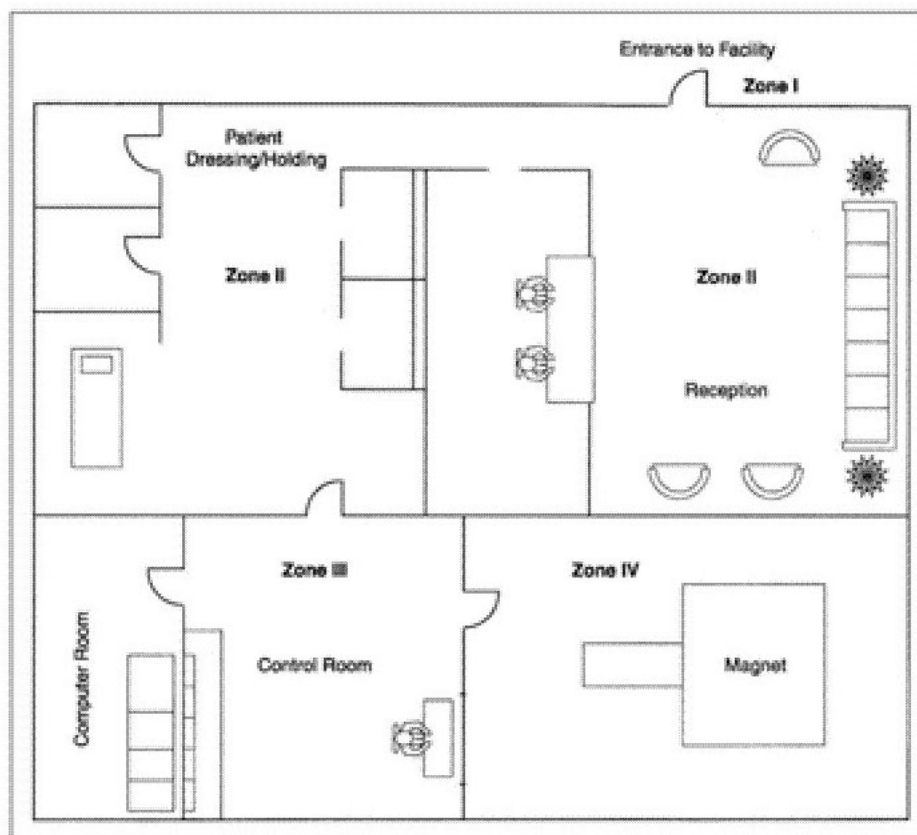 Entrance to Facility
Zone I
Patient
Dressing/Holding
Zone II
Zone II
Reception
Zone III
Zone IV
Computer Room
Control Room
Magnet